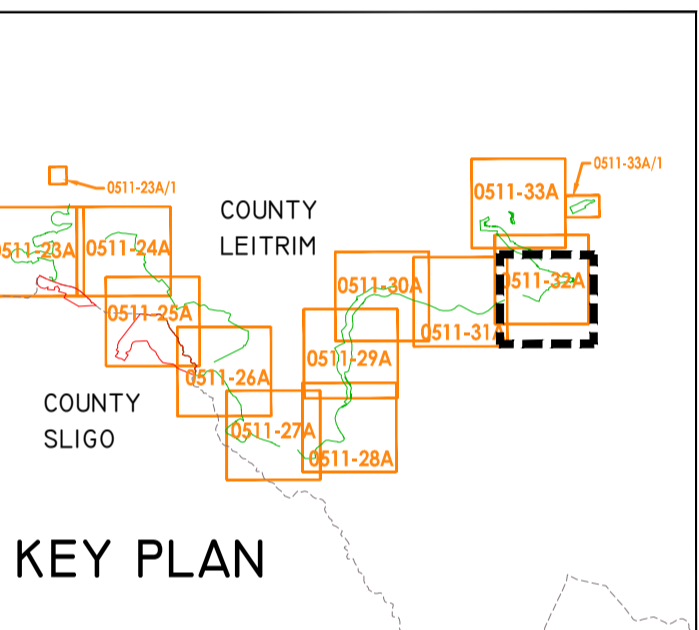 0511-33A/1
0511-23A/1
0511-33A
COUNTY
LEITRIM
0511-23A
0511-24A
0511-30A
0511-32A
0511-25A
0511-31A
0511-29A
0511-26A
COUNTY
SLIGO
0511-27A
0511-28A
KEY PLAN